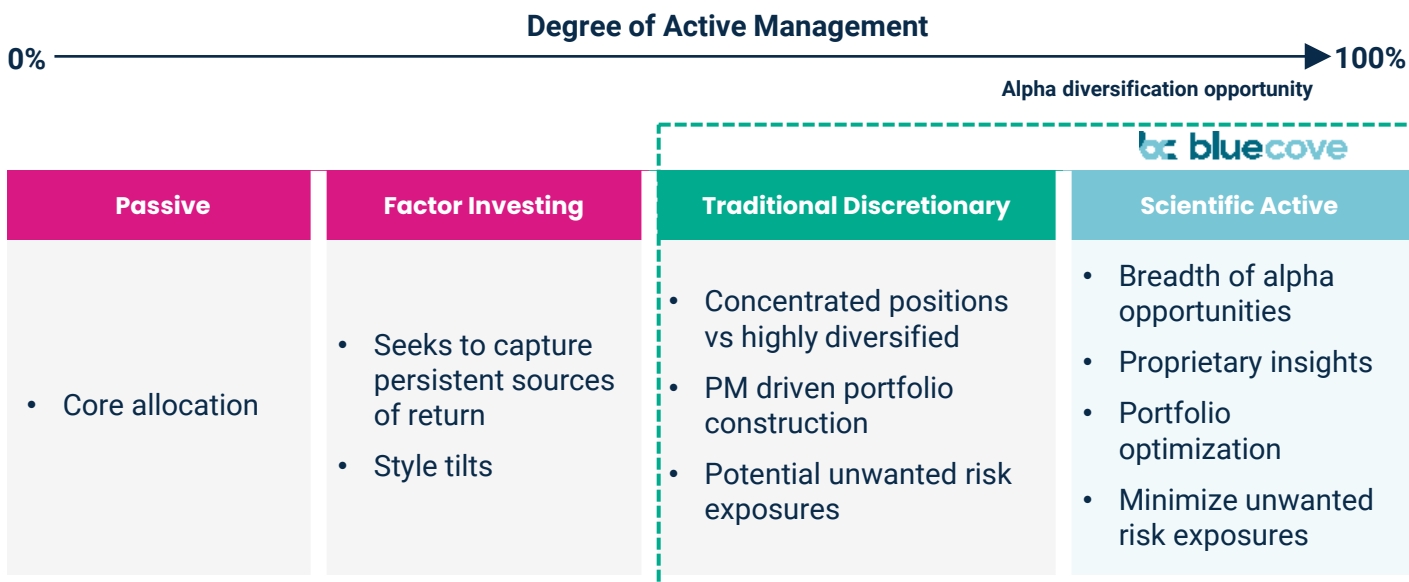 Degree of Active Management
0%
100%
Alpha diversification opportunity
bc bluecove
Passive
Factor Investing
Traditional Discretionary
Scientific Active
• Core allocation
• Seeks to capture
persistent sources
of return
• Style tilts
• Concentrated positions
vs highly diversified
• PM driven portfolio
construction
• Potential unwanted risk
exposures
• Breadth of alpha
opportunities
• Proprietary insights
• Portfolio
optimization
• Minimize unwanted
risk exposures